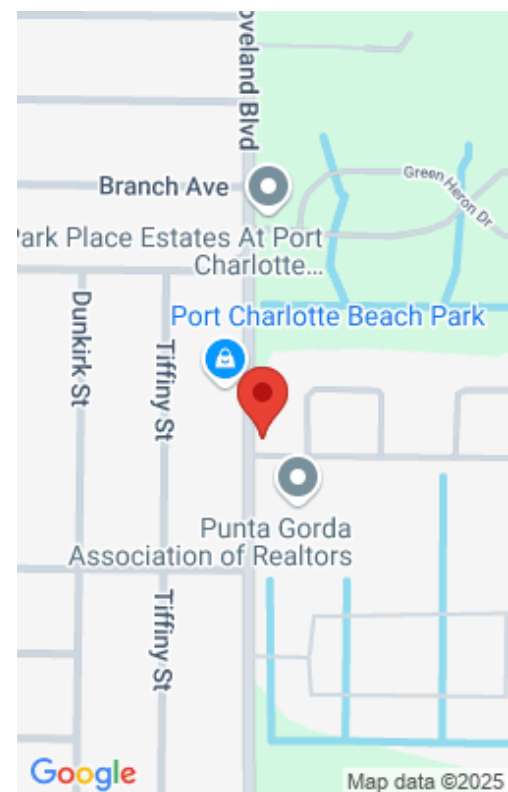 oveland Blvd
Branch Ave
Green Heron Dr
Park Place Estates At Port
Charlotte...
Port Charlotte Beach Park
Dunkirk St
Tiffiny St
Punta Gorda
Association of Realtors
Tiffiny St
Google
Map data ©2025